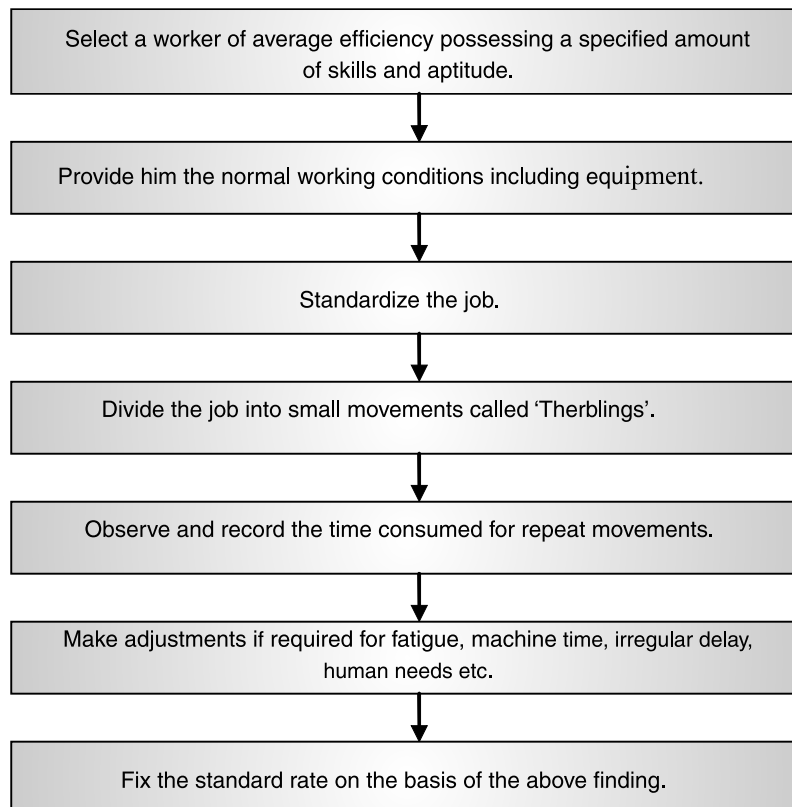 Select a worker of average efficiency possessing a specified amount
of skills and aptitude.
Provide him the normal working conditions including equipment.
Standardize the job.
Divide the job into small movements called ‘Therblings’.
Observe and record the time consumed for repeat movements.
Make adjustments if required for fatigue, machine time, irregular delay,
human needs etc.
Fix the standard rate on the basis of the above finding.